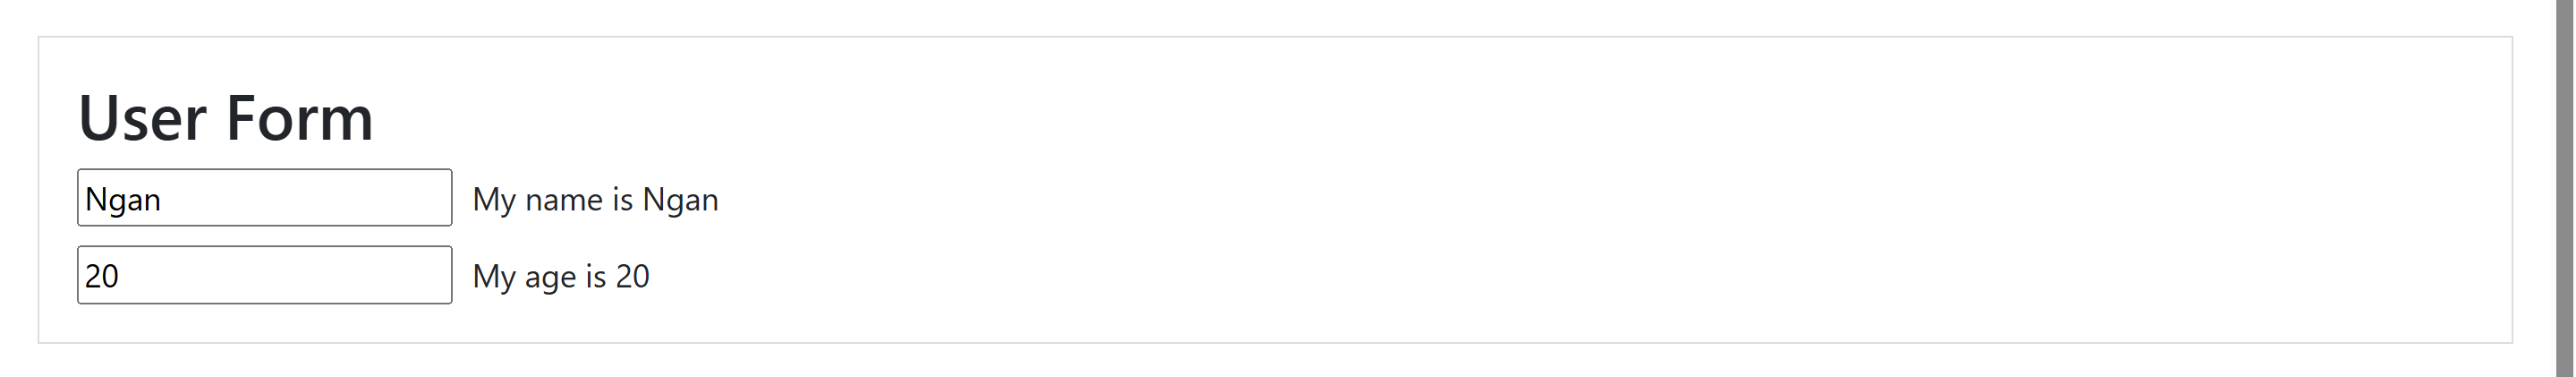 User Form
Ngan My name is Ngan
20 My age is 20